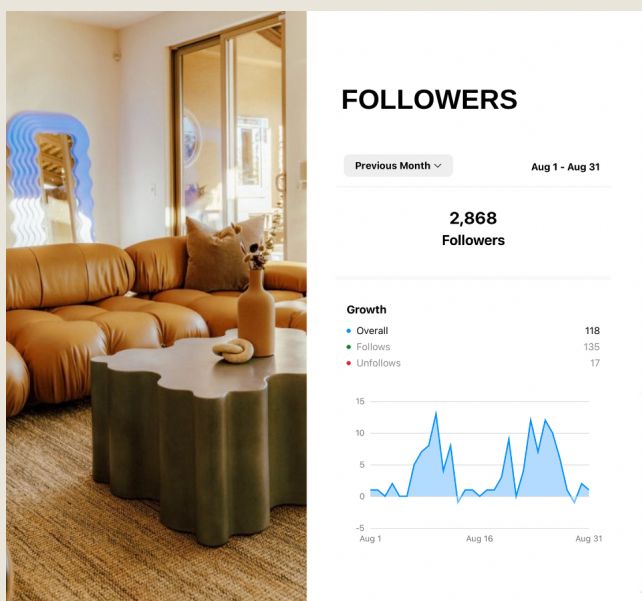 FOLLOWERS
Previous Month
Aug 1 - Aug 31
2,868
Followers
Growth
Overall 118
Follows 135
Unfollows 17
15
10
5
0
-5
Aug 1 Aug 16 Aug 31